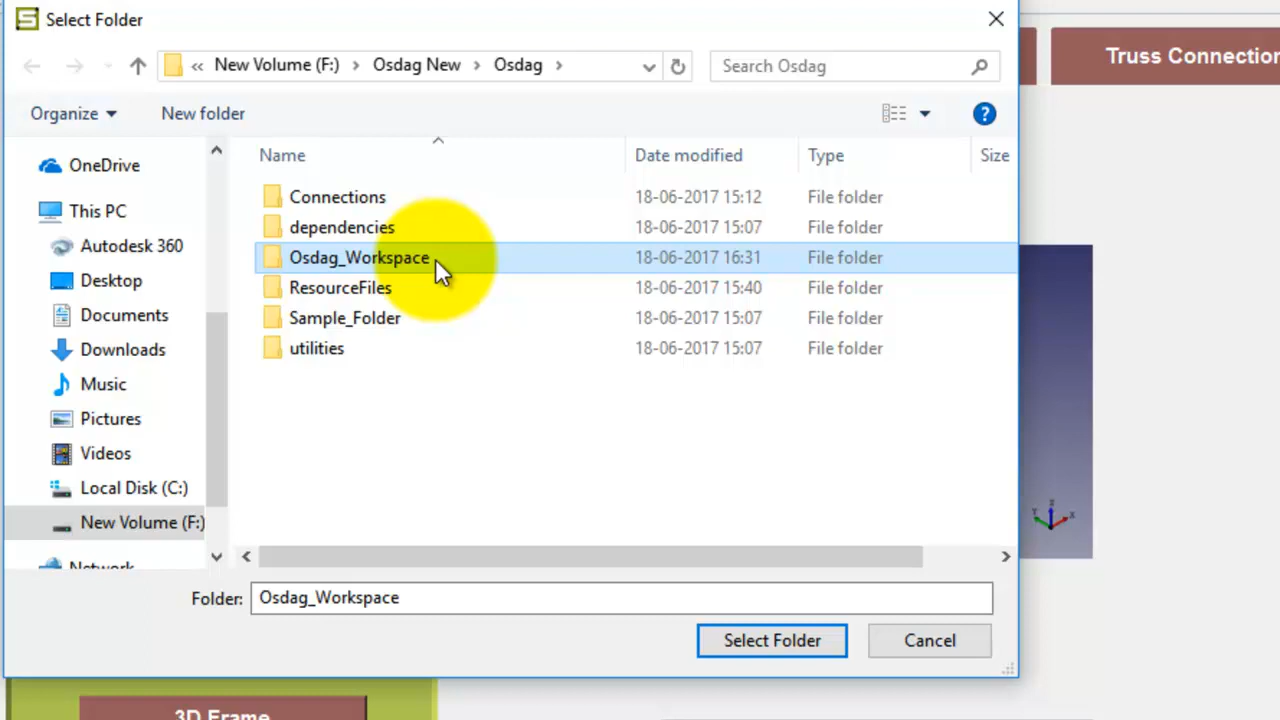 Select Folder
« New Volume (F:) > Osdag New > Osdag >
Search Osdag
Truss Connection
Organize
New folder
Name
Date modified
Type
Size
OneDrive
This PC
Autodesk 360
Desktop
Documents
Downloads
Music
Pictures
Videos
Local Disk (C:)
New Volume (F:)
Network
Connections 18-06-2017 15:12 File folder
dependencies 18-06-2017 15:07 File folder
Osdag_Workspace 18-06-2017 16:31 File folder
ResourceFiles 18-06-2017 15:40 File folder
Sample_Folder 18-06-2017 15:07 File folder
utilities 18-06-2017 15:07 File folder
Folder: Osdag_Workspace
Select Folder
Cancel
3D Frame